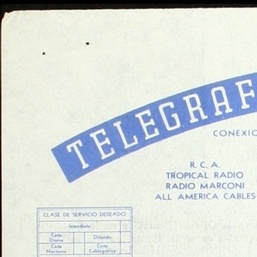 TELEGRAF
CONEXIO
R. C. A.
TROPICAL RADIO
RADIO MARCONI
ALL AMERICA CABLES
CLASE DE SERVICIO DESEADO
Inmediato
Carta
Diurna
Diferido
Carta
Nocturna
Carta
Cablegráfica